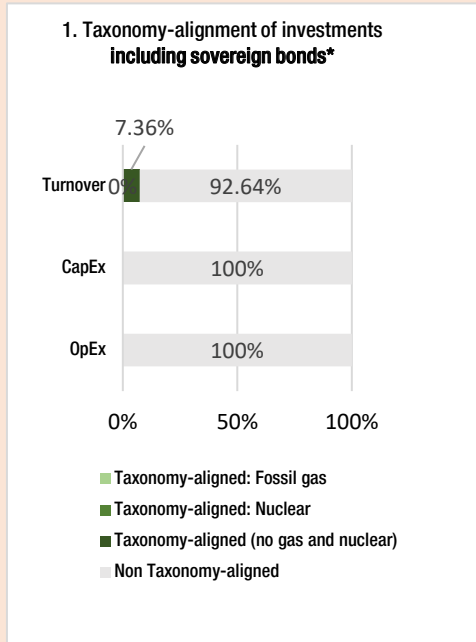 1. Taxonomy-alignment of investments
including sovereign bonds*
7.36%
Turnover 0% 92.64%
CapEx 100%
OpEx 100%
0% 50% 100%
Taxonomy-aligned: Fossil gas
Taxonomy-aligned: Nuclear
Taxonomy-aligned (no gas and nuclear)
Non Taxonomy-aligned